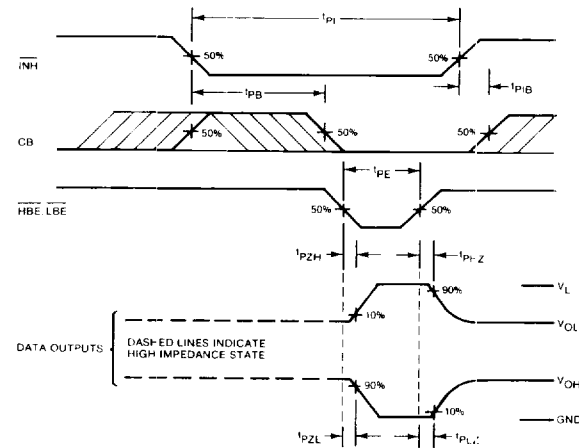 tPI
INH
50%
50%
tPB
tPIB
CB
50%
50%
50%
tPE
HBE, LBE
50%
50%
tPZH
tPHZ
90%
VL
10%
VOL
DATA OUTPUTS
DASHED LINES INDICATE
HIGH IMPEDANCE STATE
90%
VOH
10%
GND
tPZL
tPLZ